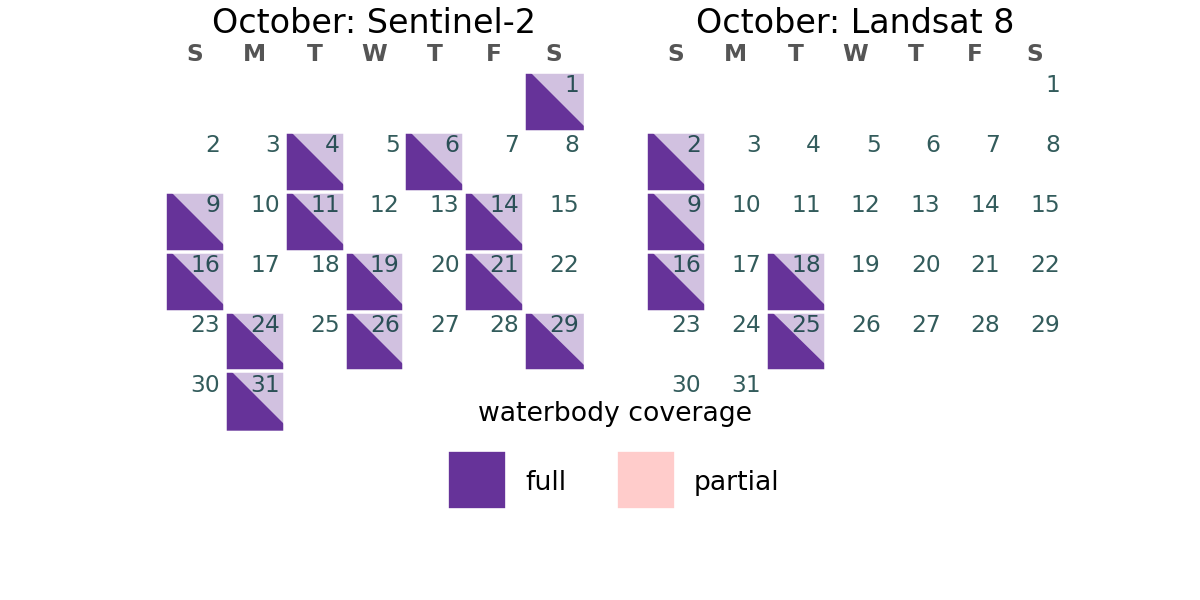 October: Sentinel-2
S M T W T F S
1
2 3 4 5 6 7 8
9 10 11 12 13 14 15
16 17 18 19 20 21 22
23 24 25 26 27 28 29
30 31
October: Landsat 8
S M T W T F S
1
2 3 4 5 6 7 8
9 10 11 12 13 14 15
16 17 18 19 20 21 22
23 24 25 26 27 28 29
30 31
waterbody coverage
full partial